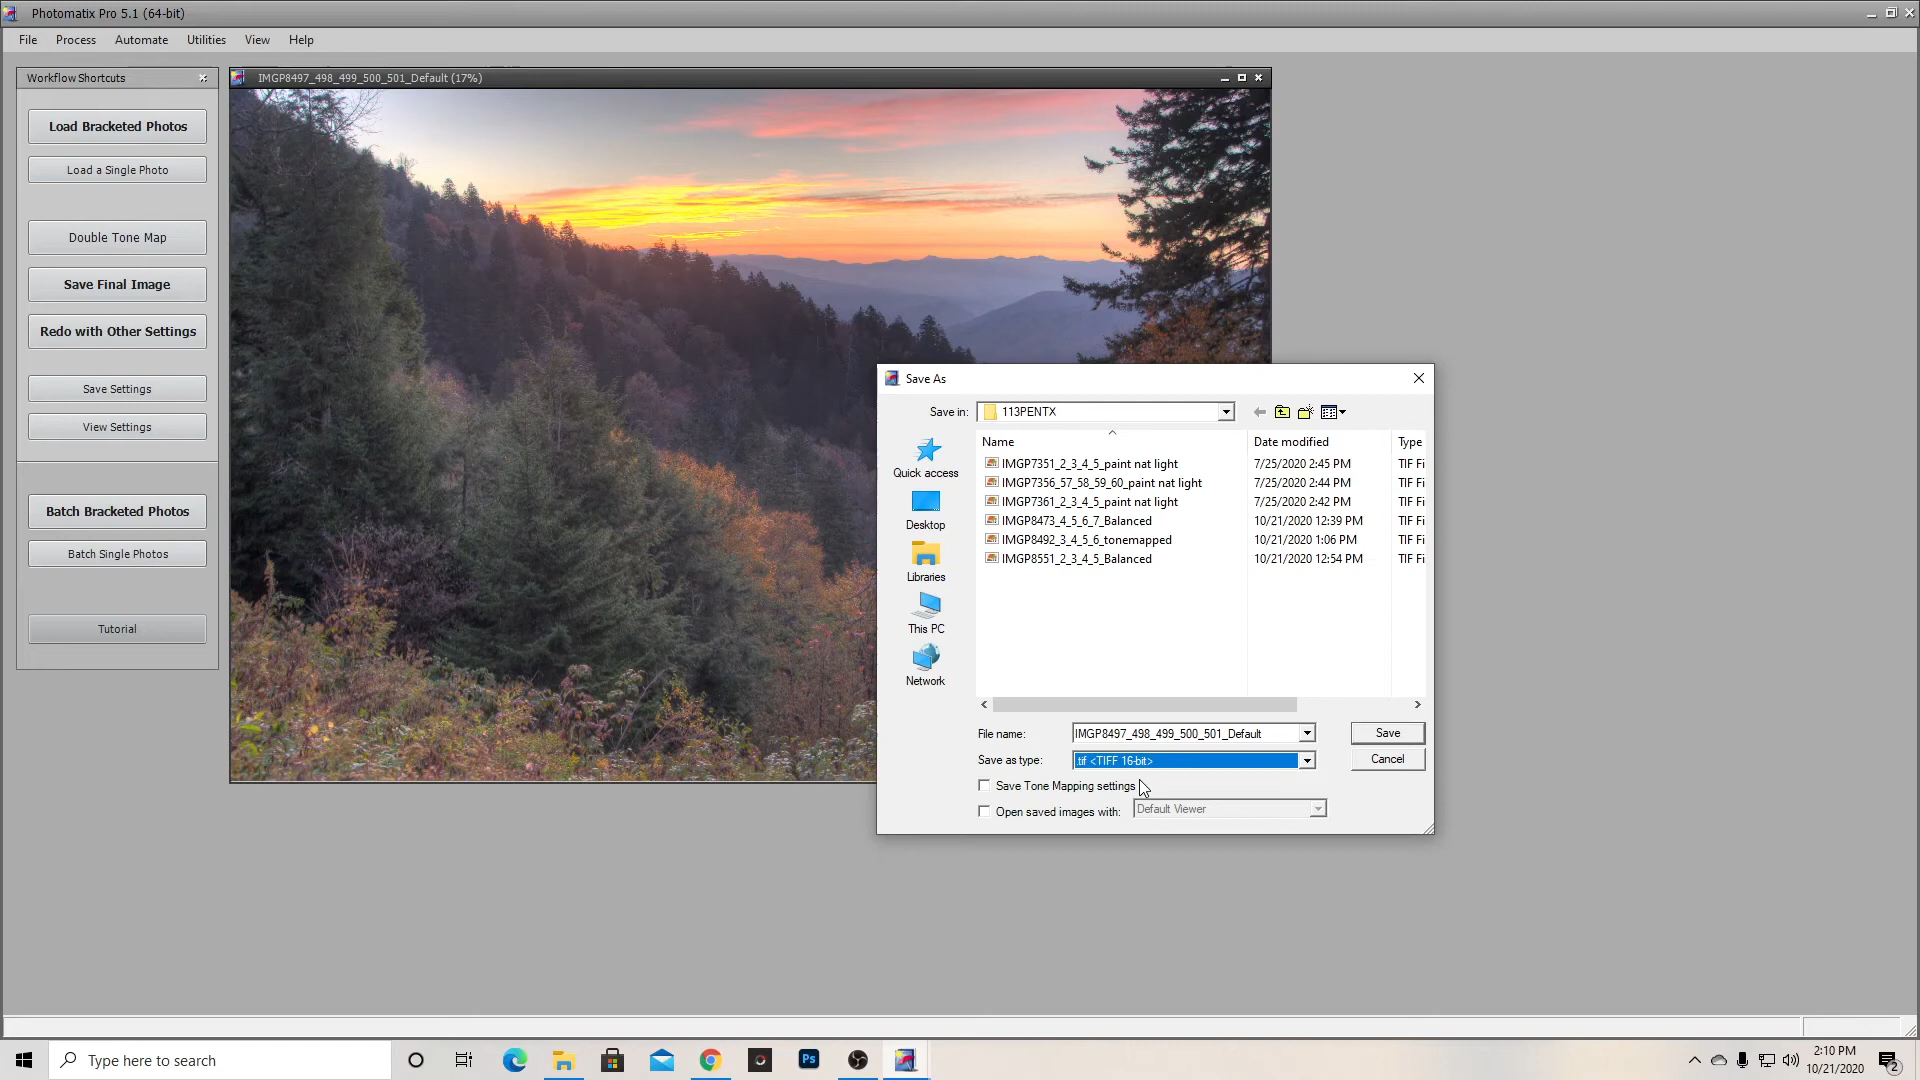 Photomatix Pro 5.1 (64-bit)
File Process Automate Utilities View Help
Workflow Shortcuts
Load Bracketed Photos
Load a Single Photo
Double Tone Map
Save Final Image
Redo with Other Settings
Save Settings
View Settings
Batch Bracketed Photos
Batch Single Photos
Tutorial
IMGP8497_498_499_500_501_Default (17%)
Save As
Save in: 113PENTX
Quick access
Desktop
Libraries
This PC
Network
Name Date modified Type
IMGP7351_2_3_4_5_paint nat light 7/25/2020 2:45 PM TIF Fi
IMGP7356_57_58_59_60_paint nat light 7/25/2020 2:44 PM TIF Fi
IMGP7361_2_3_4_5_paint nat light 7/25/2020 2:42 PM TIF Fi
IMGP8473_4_5_6_7_Balanced 10/21/2020 12:39 PM TIF Fi
IMGP8492_3_4_5_6_tonemapped 10/21/2020 1:06 PM TIF Fi
IMGP8551_2_3_4_5_Balanced 10/21/2020 12:54 PM TIF Fi
File name: IMGP8497_498_499_500_501_Default Save
Save as type: .tif <TIFF 16-bit> Cancel
Save Tone Mapping settings
Open saved images with: Default Viewer
Type here to search
Ps
2:10 PM
10/21/2020
2